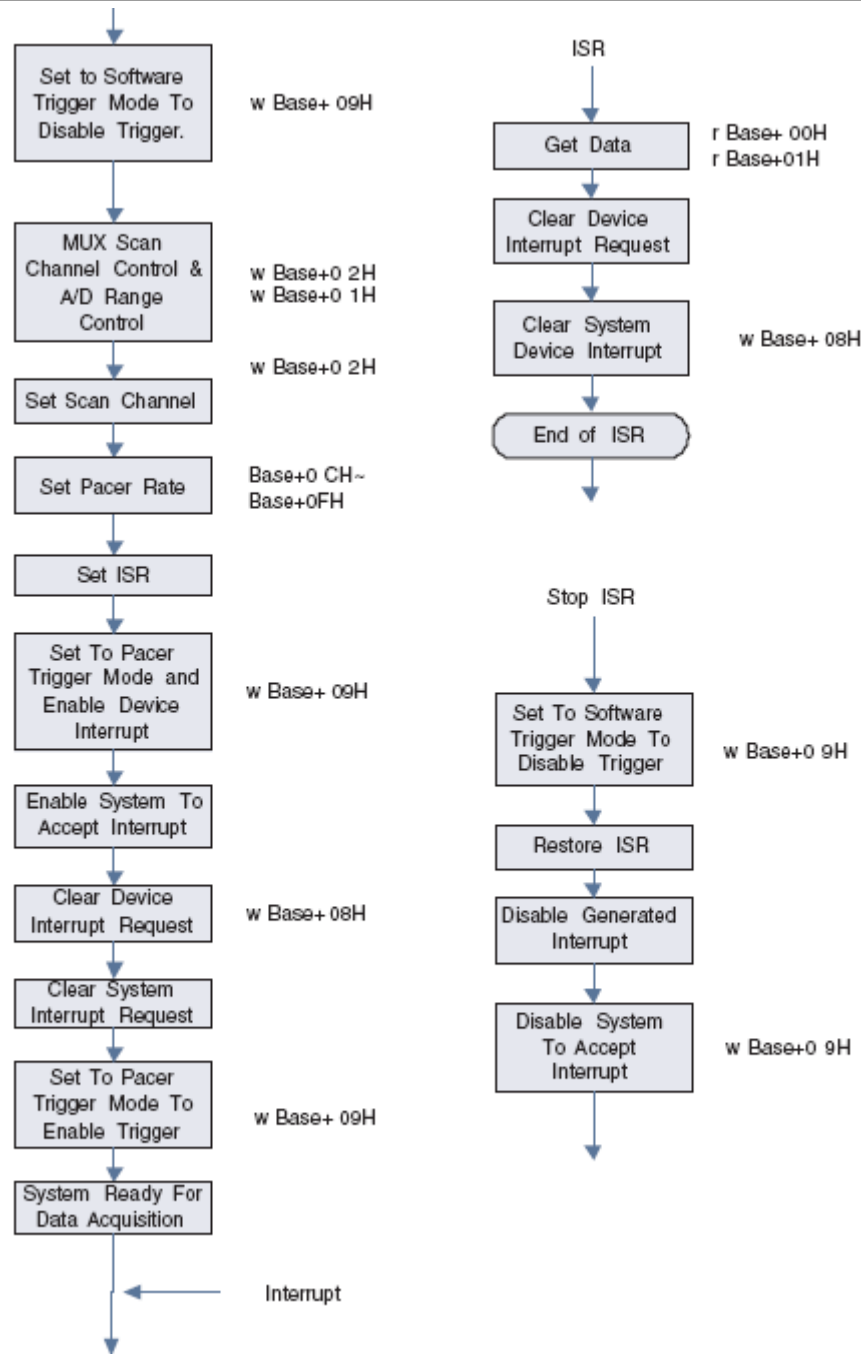 Set to Software
Trigger Mode To
Disable Trigger.
w Base+ 09H
MUX Scan
Channel Control &
A/D Range
Control
w Base+0 2H
w Base+0 1H
w Base+0 2H
Set Scan Channel
Set Pacer Rate
Base+0 CH~
Base+0FH
Set ISR
Set To Pacer
Trigger Mode and
Enable Device
Interrupt
w Base+ 09H
Enable System To
Accept Interrupt
Clear Device
Interrupt Request
w Base+ 08H
Clear System
Interrupt Request
Set To Pacer
Trigger Mode To
Enable Trigger
w Base+ 09H
System Ready For
Data Acquisition
Interrupt
ISR
Get Data
r Base+ 00H
r Base+01H
Clear Device
Interrupt Request
Clear System
Device Interrupt
w Base+ 08H
End of ISR
Stop ISR
Set To Software
Trigger Mode To
Disable Trigger
w Base+0 9H
Restore ISR
Disable Generated
Interrupt
Disable System
To Accept
Interrupt
w Base+0 9H